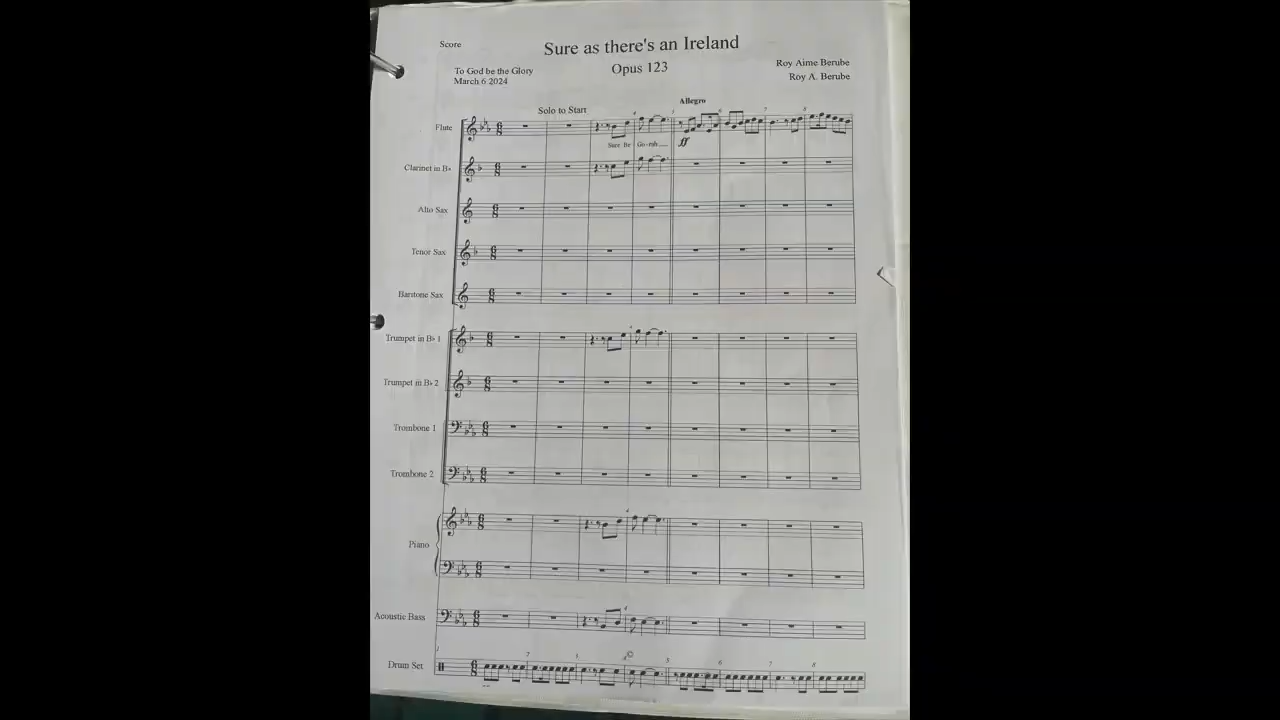 Score
Sure as there's an Ireland
Opus 123
To God be the Glory
March 6 2024
Roy Aime Berube
Roy A. Berube
Solo to Start
Allegro
Flute
Sure Be Go-rah
ff
Clarinet in B♭
Alto Sax
Tenor Sax
Baritone Sax
Trumpet in B♭ 1
Trumpet in B♭ 2
Trombone 1
Trombone 2
Piano
Acoustic Bass
©
Drum Set